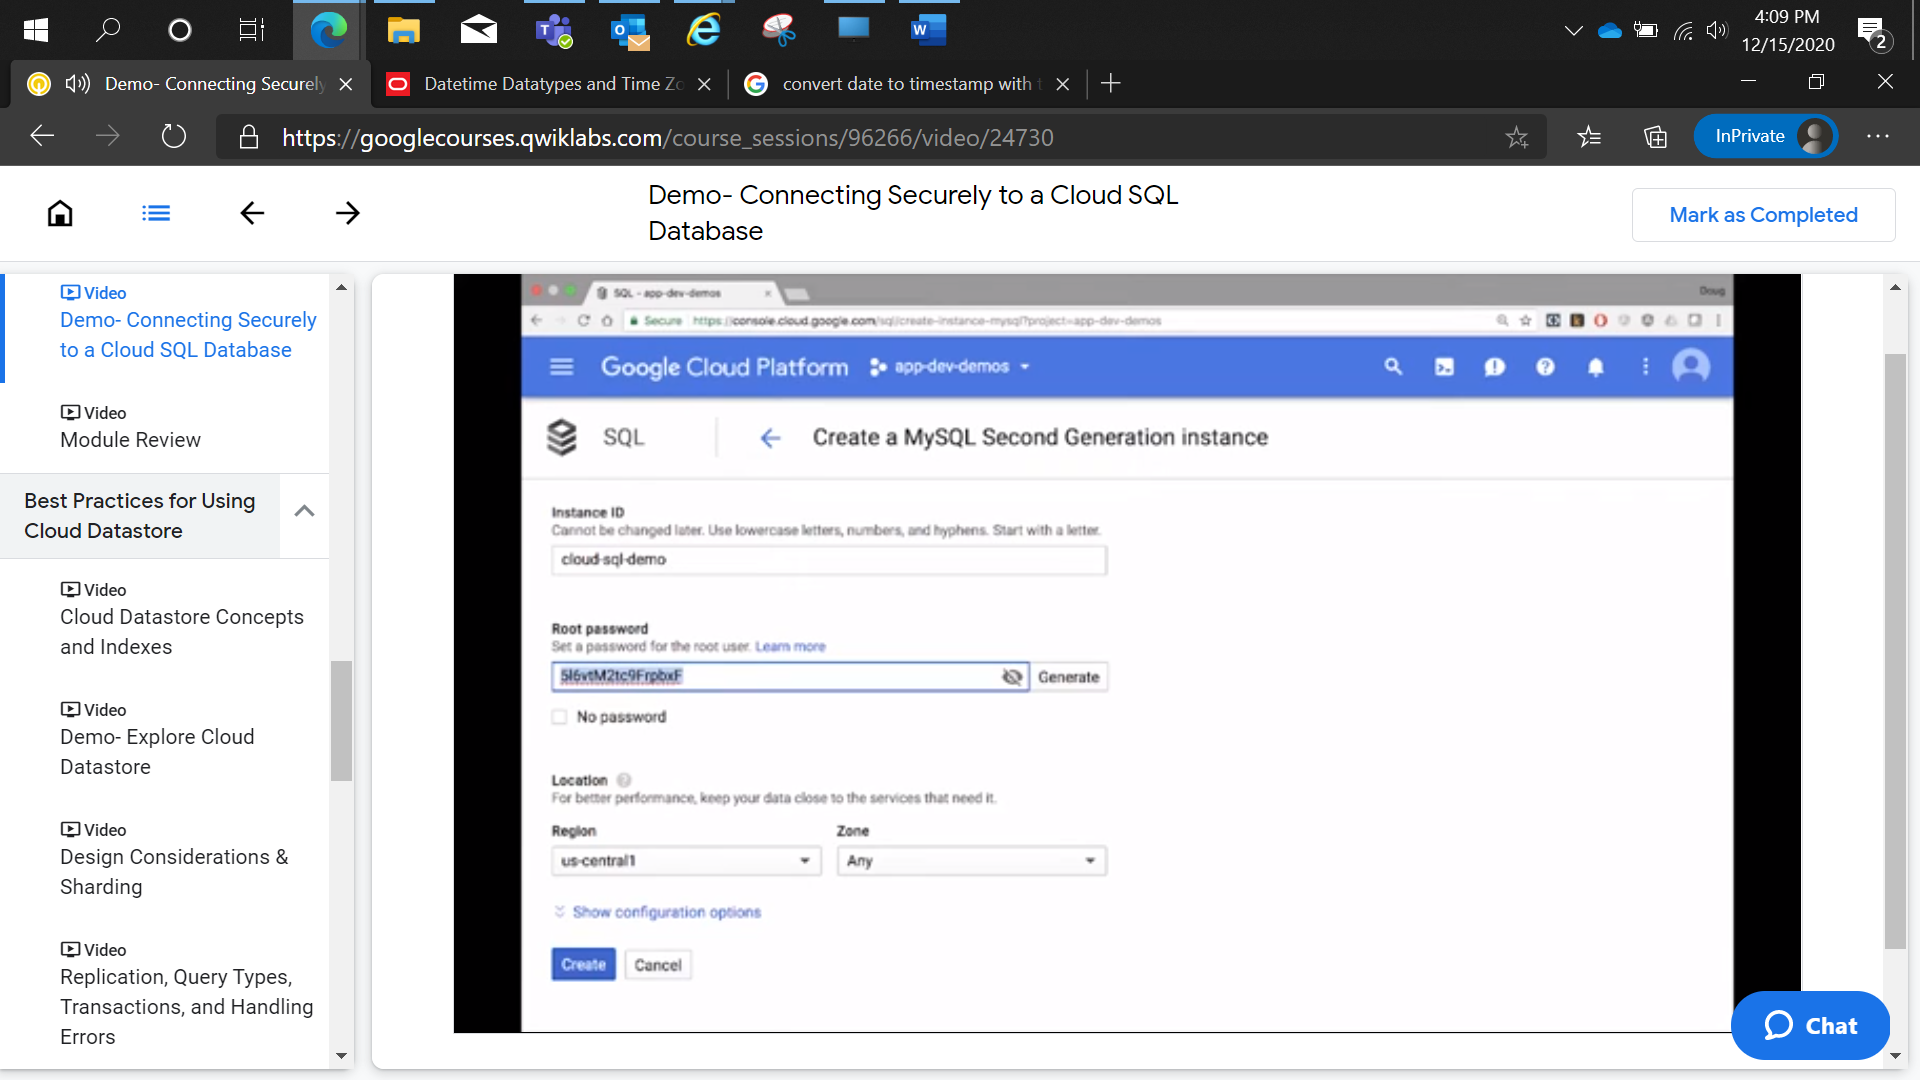 4:09 PM
12/15/2020
2
Demo- Connecting Securely
Datetime Datatypes and Time Zo
convert date to timestamp with t
https://googlecourses.qwiklabs.com/course_sessions/96266/video/24730
InPrivate
Demo- Connecting Securely to a Cloud SQL
Database
Mark as Completed
Video
Demo- Connecting Securely
to a Cloud SQL Database
Video
Module Review
Best Practices for Using
Cloud Datastore
Video
Cloud Datastore Concepts
and Indexes
Video
Demo- Explore Cloud
Datastore
Video
Design Considerations &
Sharding
Video
Replication, Query Types,
Transactions, and Handling
Errors
SQL - app-dev-demos
Doug
Secure https://console.cloud.google.com/sql/create-instance-mysql?project=app-dev-demos
Google Cloud Platform
app-dev-demos
SQL
Create a MySQL Second Generation instance
Instance ID
Cannot be changed later. Use lowercase letters, numbers, and hyphens. Start with a letter.
cloud-sql-demo
Root password
Set a password for the root user. Learn more
5l6vtM2tc9FrpbxF
Generate
No password
Location
For better performance, keep your data close to the services that need it.
Region
Zone
us-central1
Any
Show configuration options
Create
Cancel
Chat